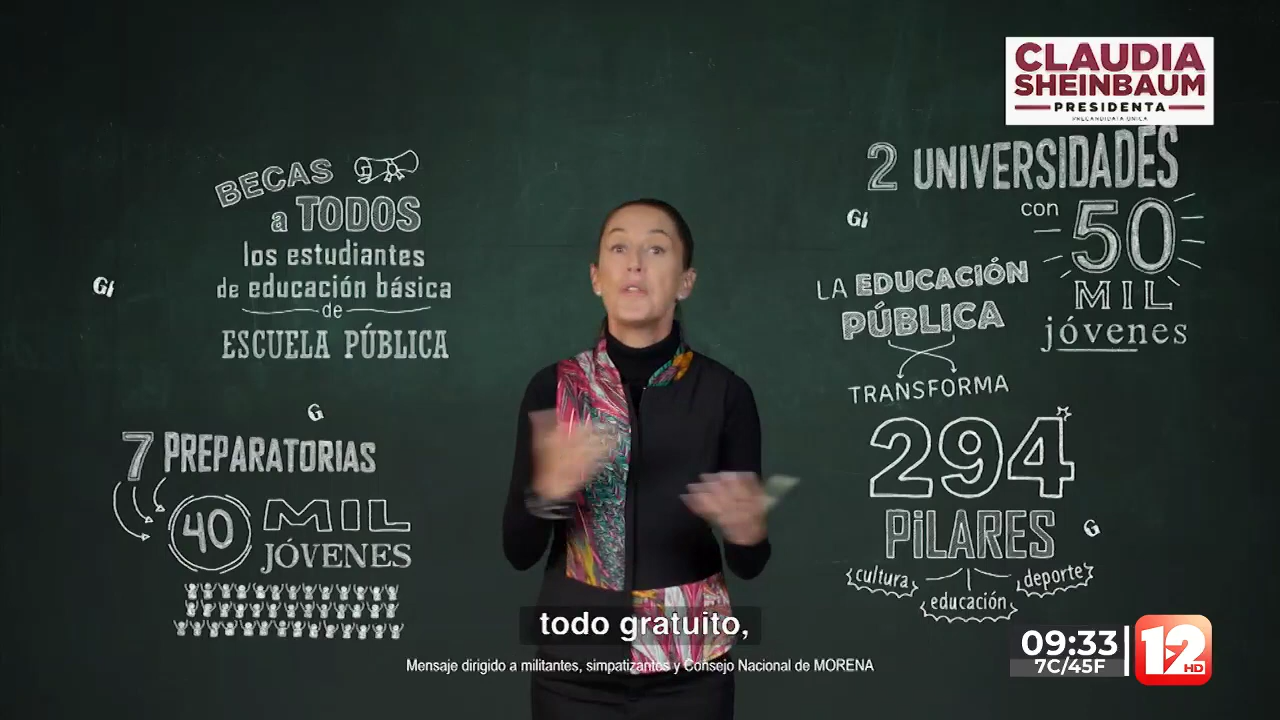 CLAUDIA
SHEINBAUM
PRESIDENTA
PRECANDIDATA ÚNICA
BECAS
a TODOS
los estudiantes
de educación básica
de
ESCUELA PÚBLICA
7 PREPARATORIAS
40 MIL
JÓVENES
2 UNIVERSIDADES
con 50
MIL
jóvenes
LA EDUCACIÓN
PÚBLICA
TRANSFORMA
294
PiLARES
cultura
educación
deporte
todo gratuito,
Mensaje dirigido a militantes, simpatizantes y Consejo Nacional de MORENA
09:33
7C/45F
12
HD